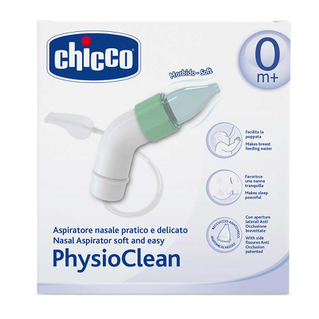 chicco
0
m+
Morbido - Soft
Facilita la
poppata
Makes breast
feeding easier
Favorisce
una nanna
tranquilla
Makes sleep
peaceful
Con aperture
laterali Anti
Occlusione
brevettata
With side
fissures Anti
Occlusion
patented
Aspiratore nasale pratico e delicato
Nasal Aspirator soft and easy
PhysioClean